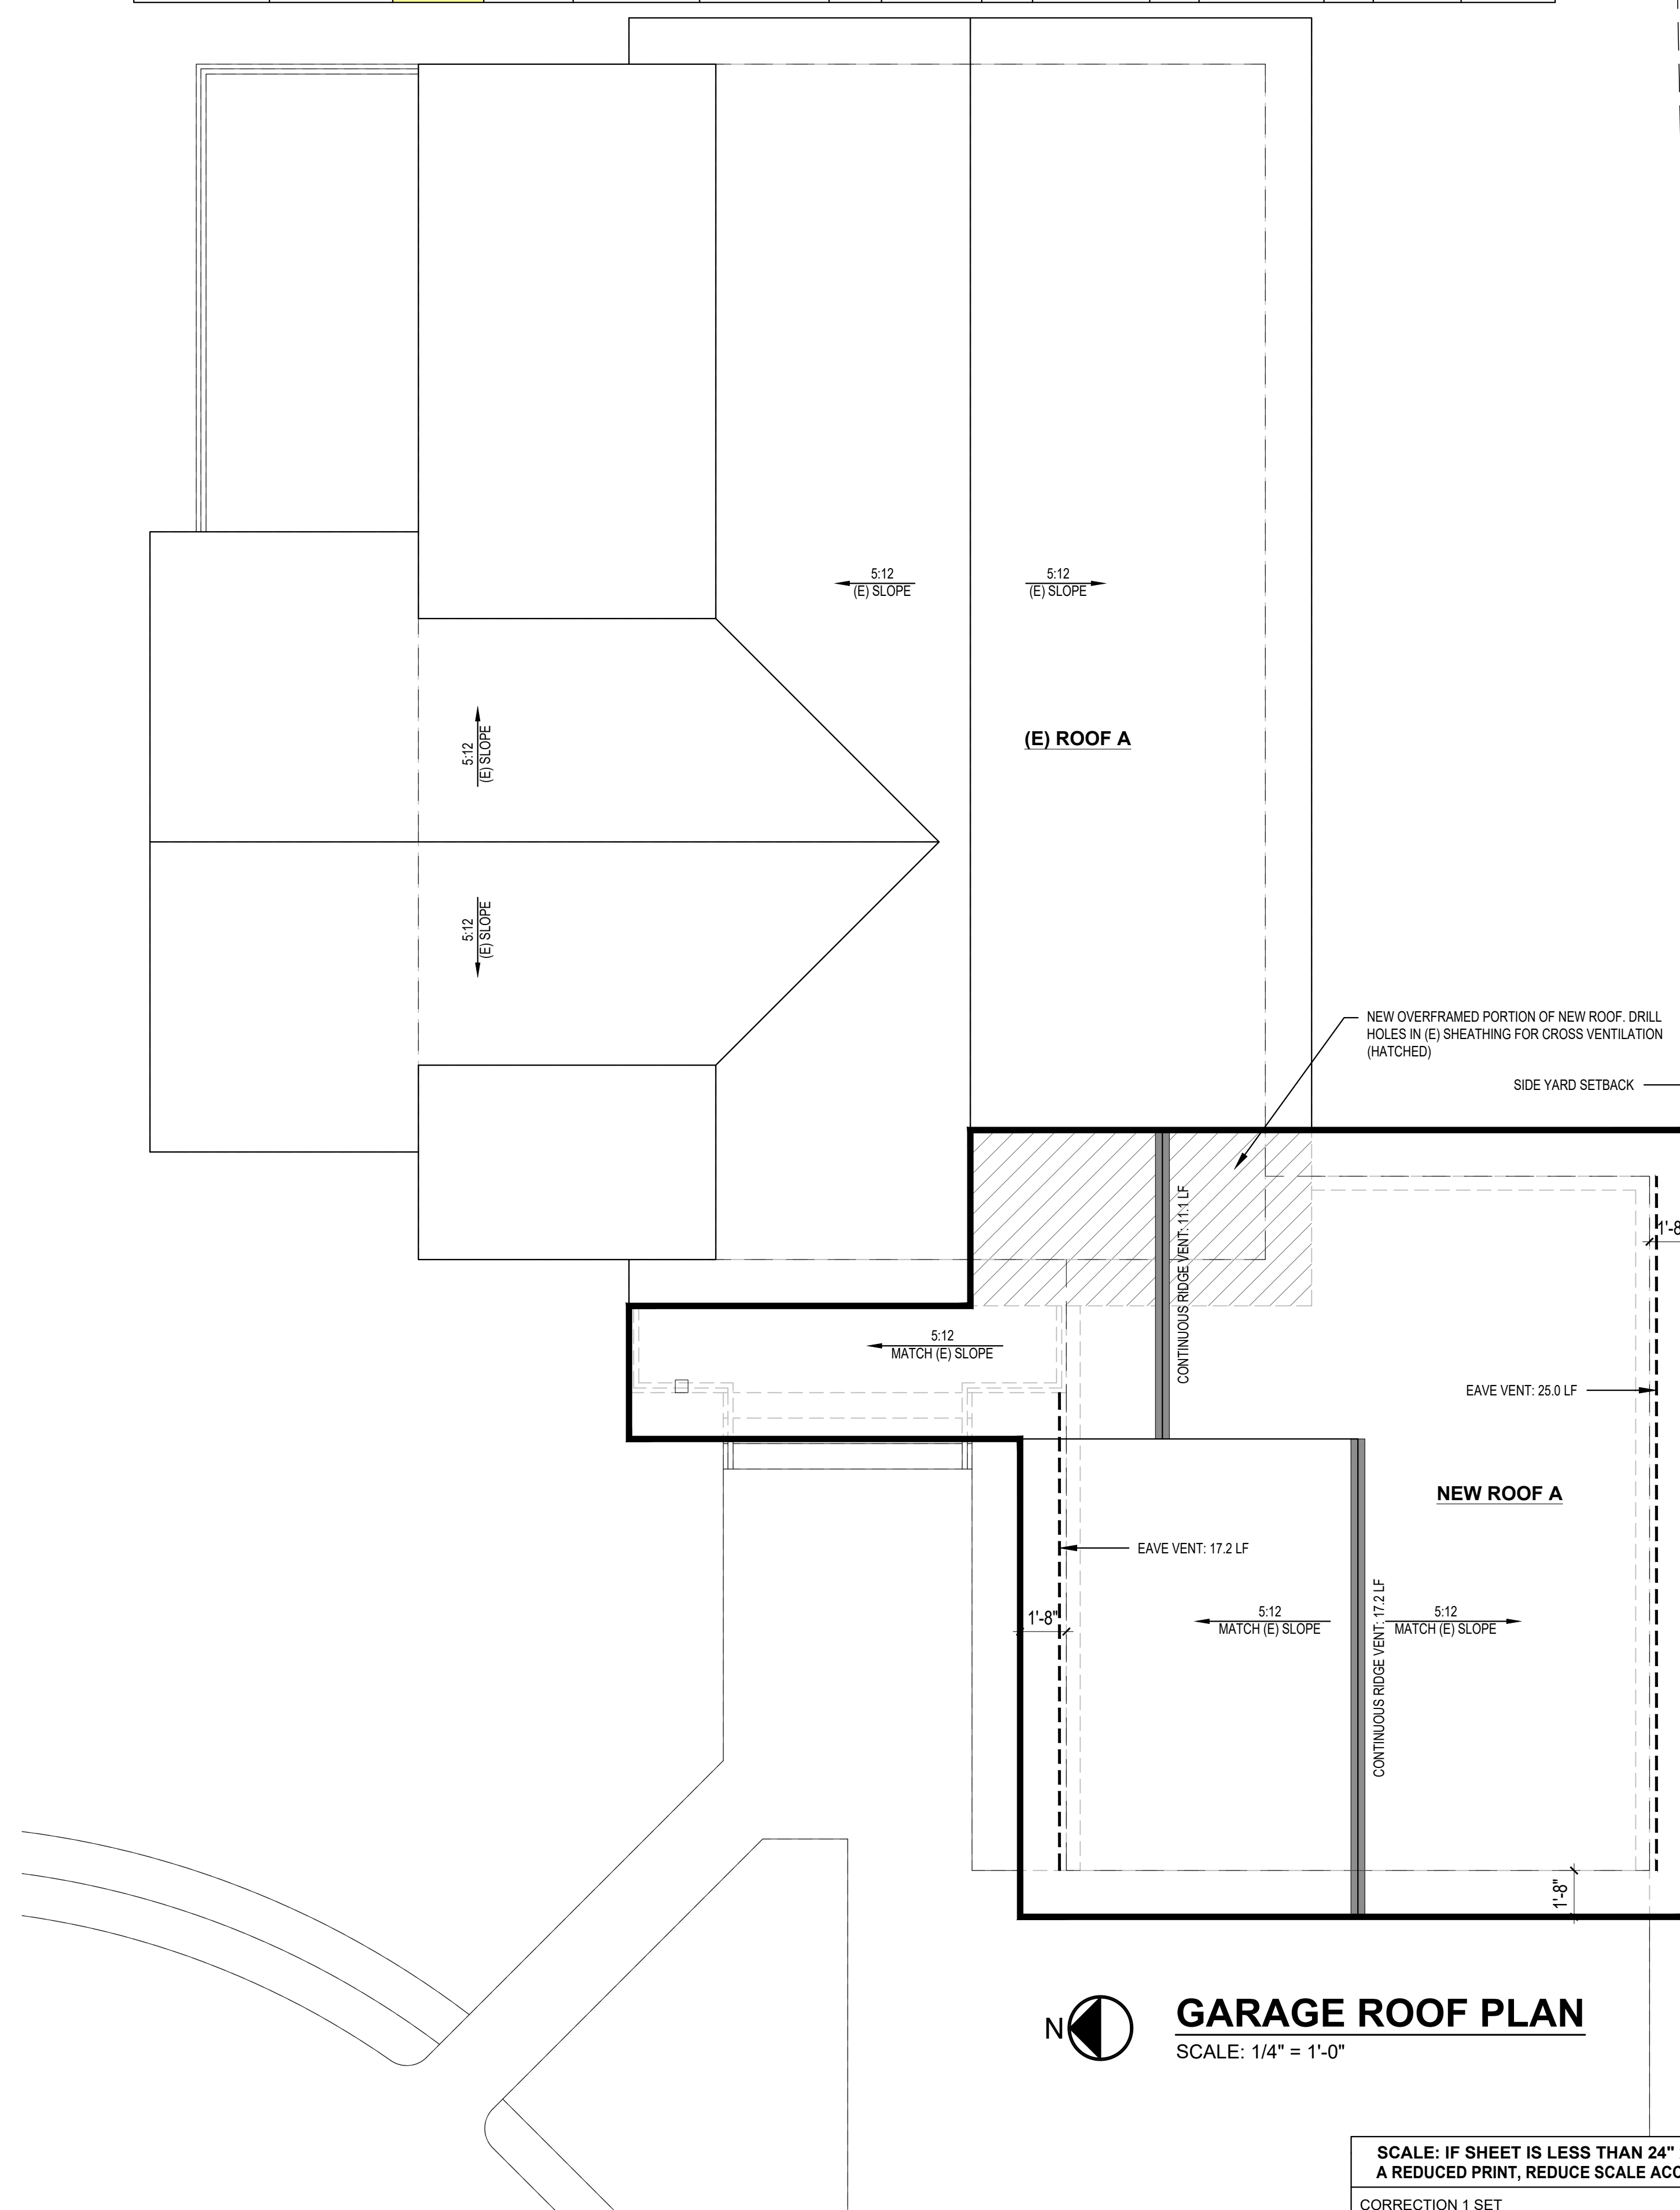 5:12
(E) SLOPE
5:12
(E) SLOPE
5:12
(E) SLOPE
(E) ROOF A
5:12
(E) SLOPE
NEW OVERFRAMED PORTION OF NEW ROOF. DRILL
HOLES IN (E) SHEATHING FOR CROSS VENTILATION
(HATCHED)
SIDE YARD SETBACK
CONTINUOUS RIDGE VENT: 11.1 LF
1'-8
5:12
MATCH (E) SLOPE
EAVE VENT: 25.0 LF
NEW ROOF A
EAVE VENT: 17.2 LF
CONTINUOUS RIDGE VENT: 17.2 LF
1'-8"
5:12
MATCH (E) SLOPE
5:12
MATCH (E) SLOPE
1'-8"
N
GARAGE ROOF PLAN
SCALE: 1/4" = 1'-0"
SCALE: IF SHEET IS LESS THAN 24"
A REDUCED PRINT, REDUCE SCALE ACC
CORRECTION 1 SET